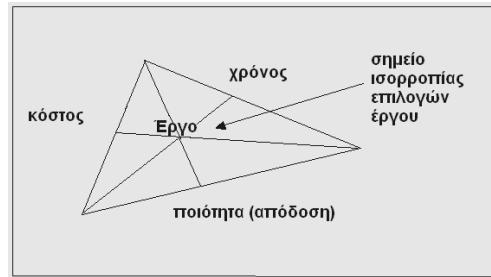 χρόνος
σημείο
ισορροπίας
επιλογών
έργου
κόστος
Έργο
ποιότητα (απόδοση)